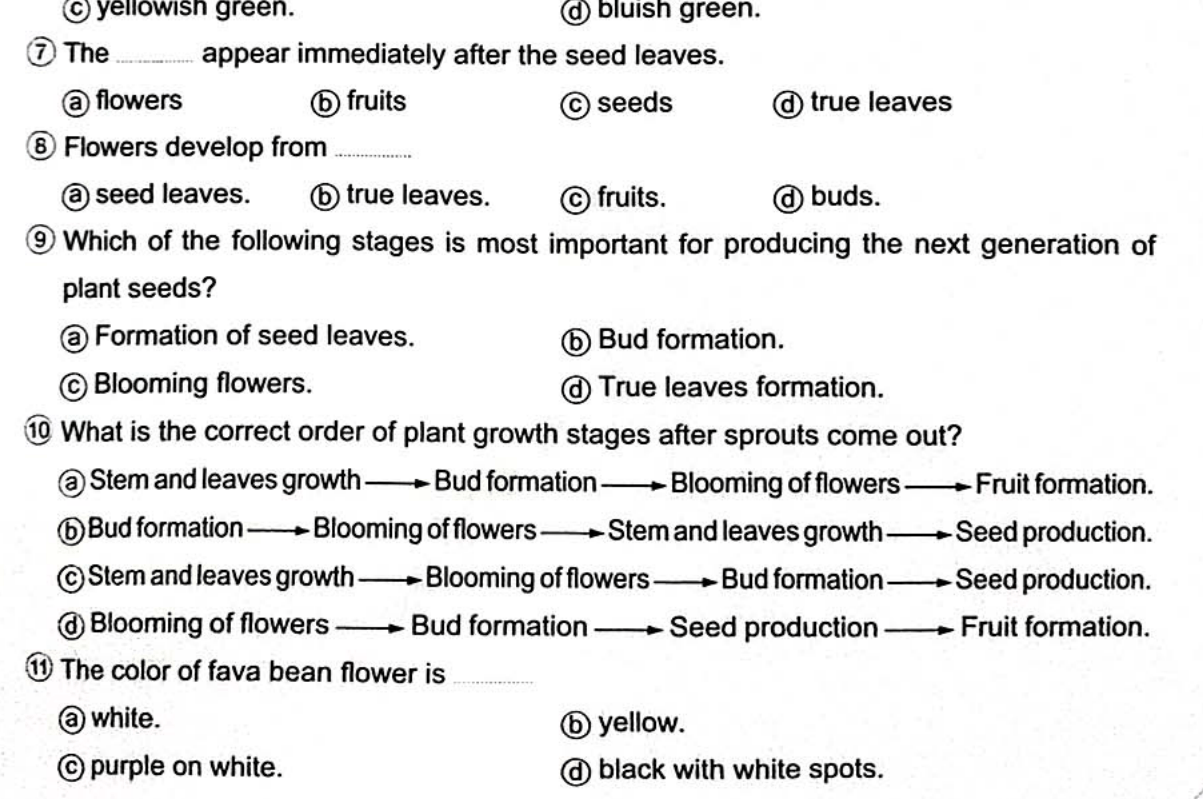 ⓒ yellowish green. ⓓ bluish green.
⑦ The ............ appear immediately after the seed leaves.
ⓐ flowers ⓑ fruits ⓒ seeds ⓓ true leaves
⑧ Flowers develop from ............
ⓐ seed leaves. ⓑ true leaves. ⓒ fruits. ⓓ buds.
⑨ Which of the following stages is most important for producing the next generation of
plant seeds?
ⓐ Formation of seed leaves. ⓑ Bud formation.
ⓒ Blooming flowers. ⓓ True leaves formation.
⑩ What is the correct order of plant growth stages after sprouts come out?
ⓐ Stem and leaves growth → Bud formation → Blooming of flowers → Fruit formation.
ⓑ Bud formation → Blooming of flowers → Stem and leaves growth → Seed production.
ⓒ Stem and leaves growth → Blooming of flowers → Bud formation → Seed production.
ⓓ Blooming of flowers → Bud formation → Seed production → Fruit formation.
⑪ The color of fava bean flower is ............
ⓐ white. ⓑ yellow.
ⓒ purple on white. ⓓ black with white spots.